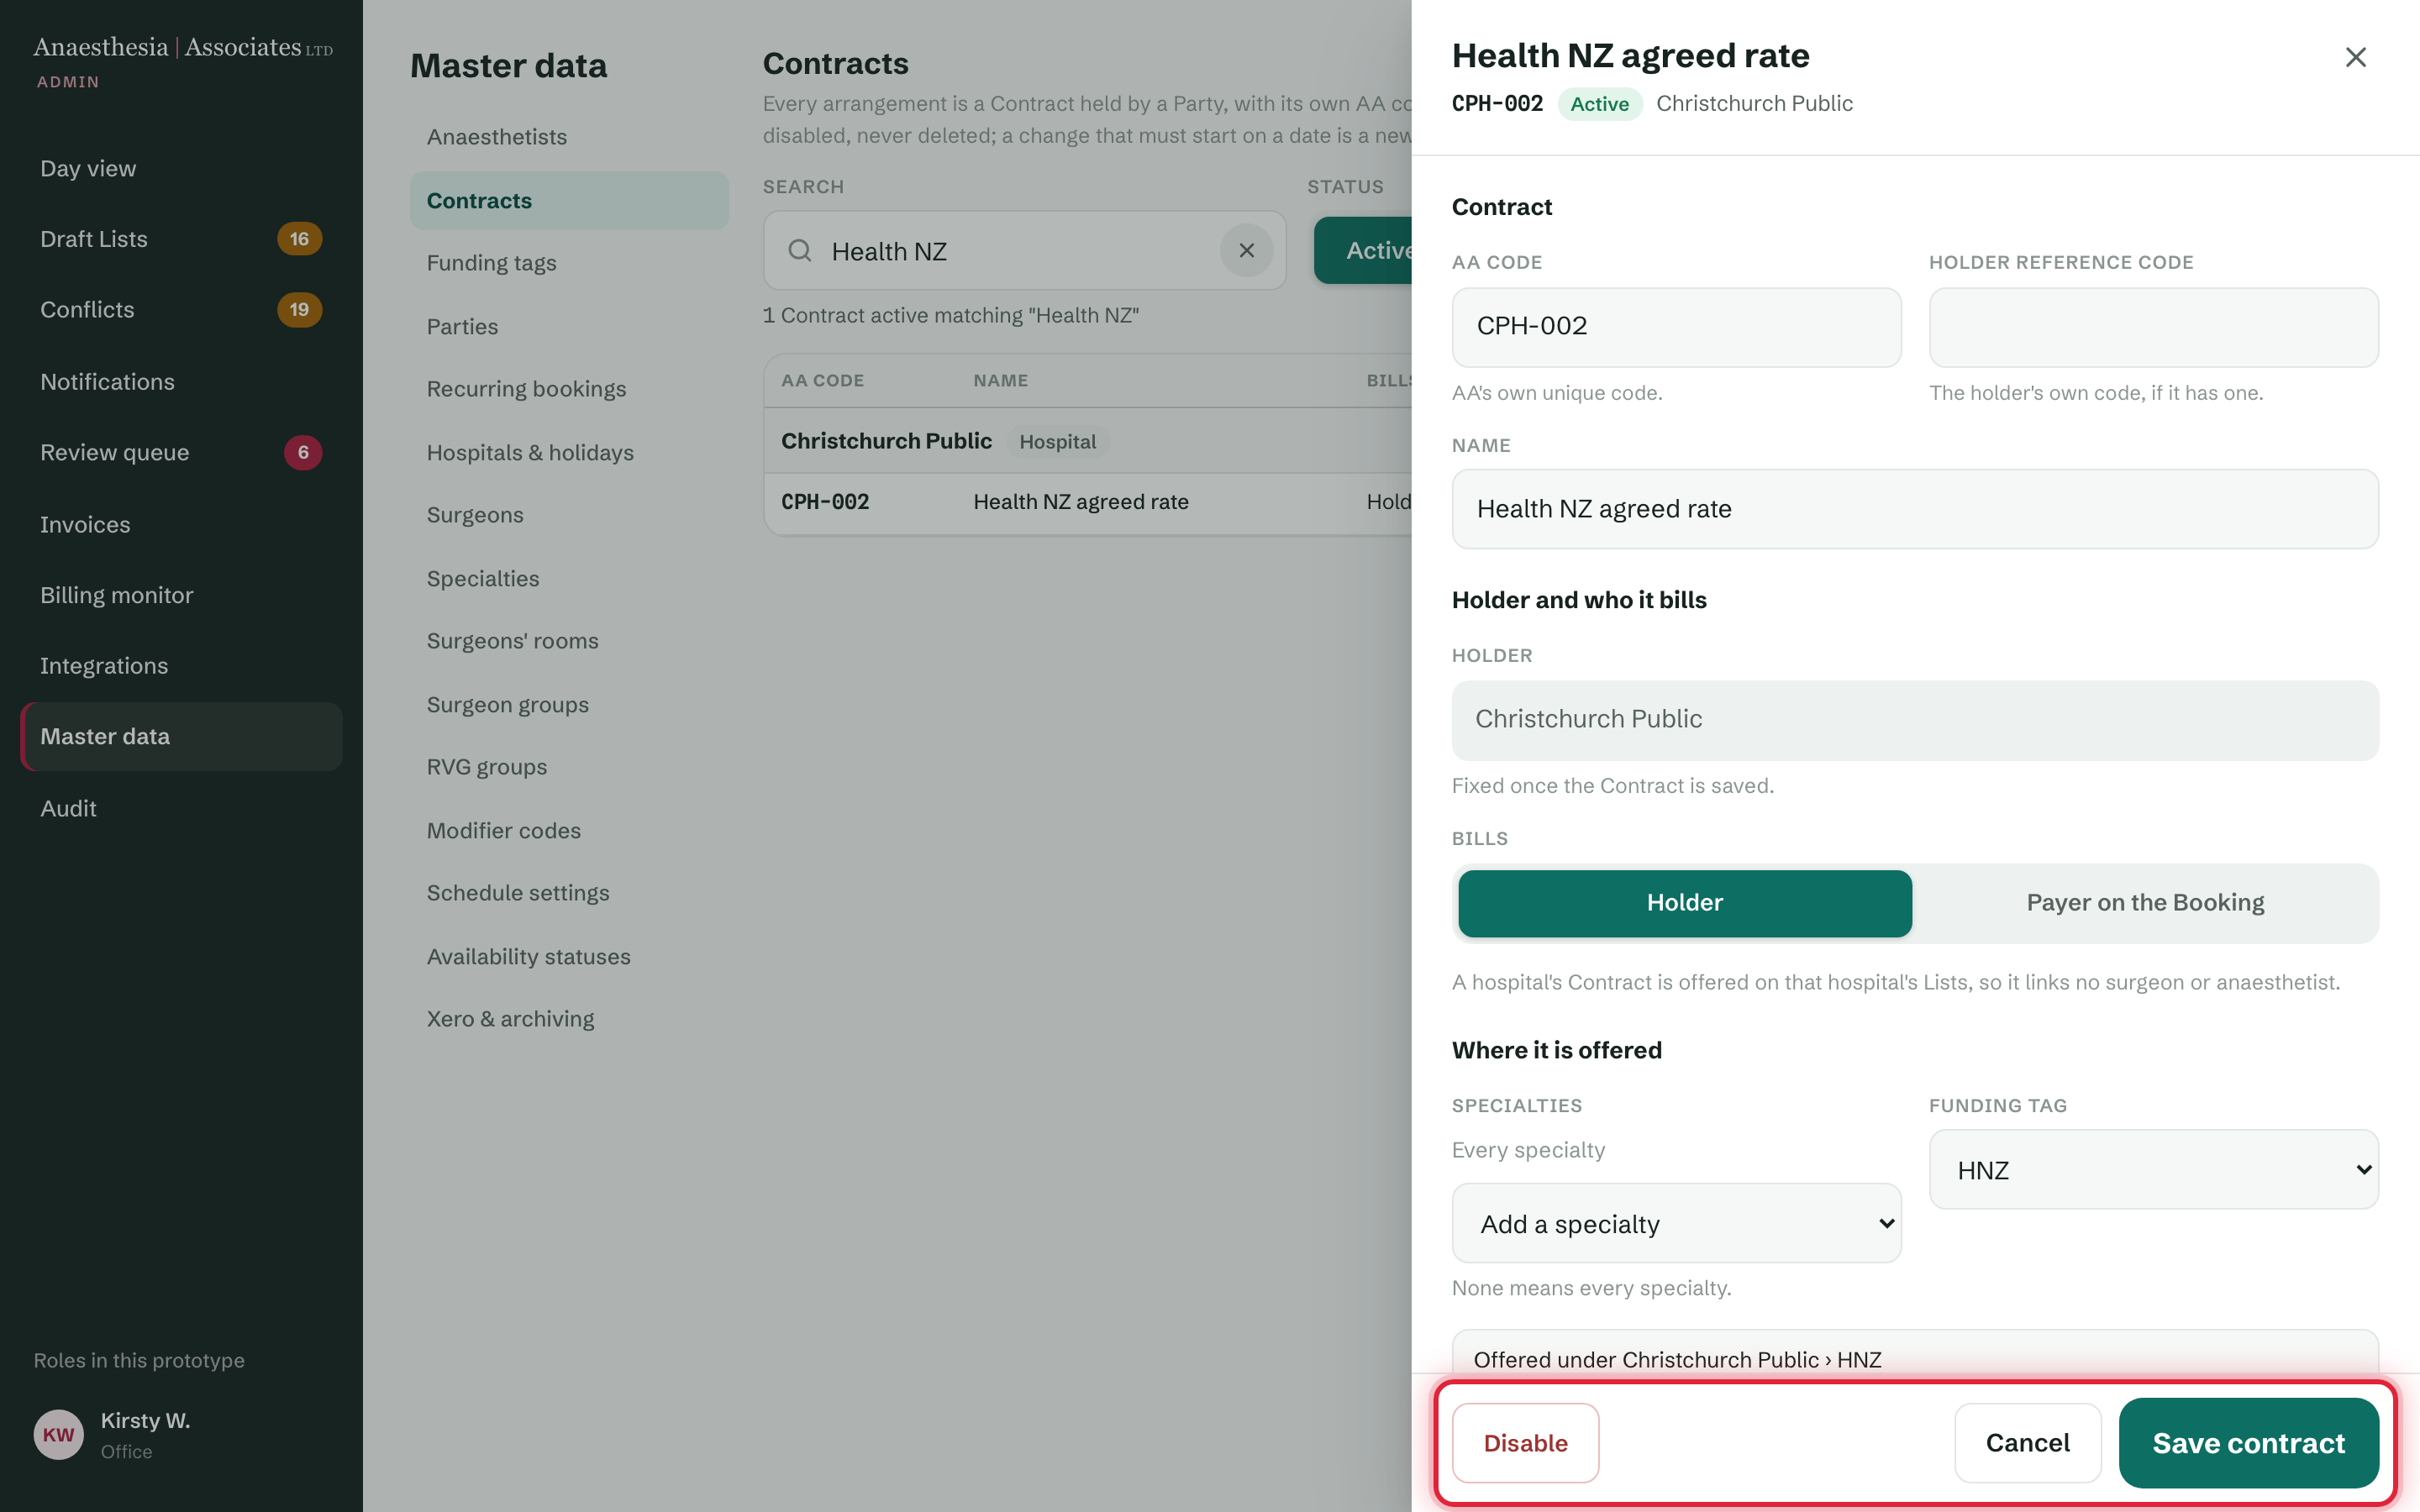 Anaesthesia | Associates LTD
ADMIN
Day view
Draft Lists 16
Conflicts 19
Notifications
Review queue 6
Invoices
Billing monitor
Integrations
Master data
Audit
Roles in this prototype
KW
Kirsty W.
Office
Master data
Anaesthetists
Contracts
Funding tags
Parties
Recurring bookings
Hospitals & holidays
Surgeons
Specialties
Surgeons' rooms
Surgeon groups
RVG groups
Modifier codes
Schedule settings
Availability statuses
Xero & archiving
Contracts
Every arrangement is a Contract held by a Party, with its own AA
disabled, never deleted; a change that must start on a date is a new
SEARCH STATUS
Health NZ Active
1 Contract active matching "Health NZ"
AA CODE NAME BILLS
Christchurch Public Hospital
CPH-002 Health NZ agreed rate Hold
Health NZ agreed rate
CPH-002 Active Christchurch Public
Contract
AA CODE HOLDER REFERENCE CODE
CPH-002
AA's own unique code. The holder's own code, if it has one.
NAME
Health NZ agreed rate
Holder and who it bills
HOLDER
Christchurch Public
Fixed once the Contract is saved.
BILLS
Holder Payer on the Booking
A hospital's Contract is offered on that hospital's Lists, so it links no surgeon or anaesthetist.
Where it is offered
SPECIALTIES FUNDING TAG
Every specialty
HNZ
Add a specialty
None means every specialty.
Offered under Christchurch Public › HNZ
Disable Cancel Save contract